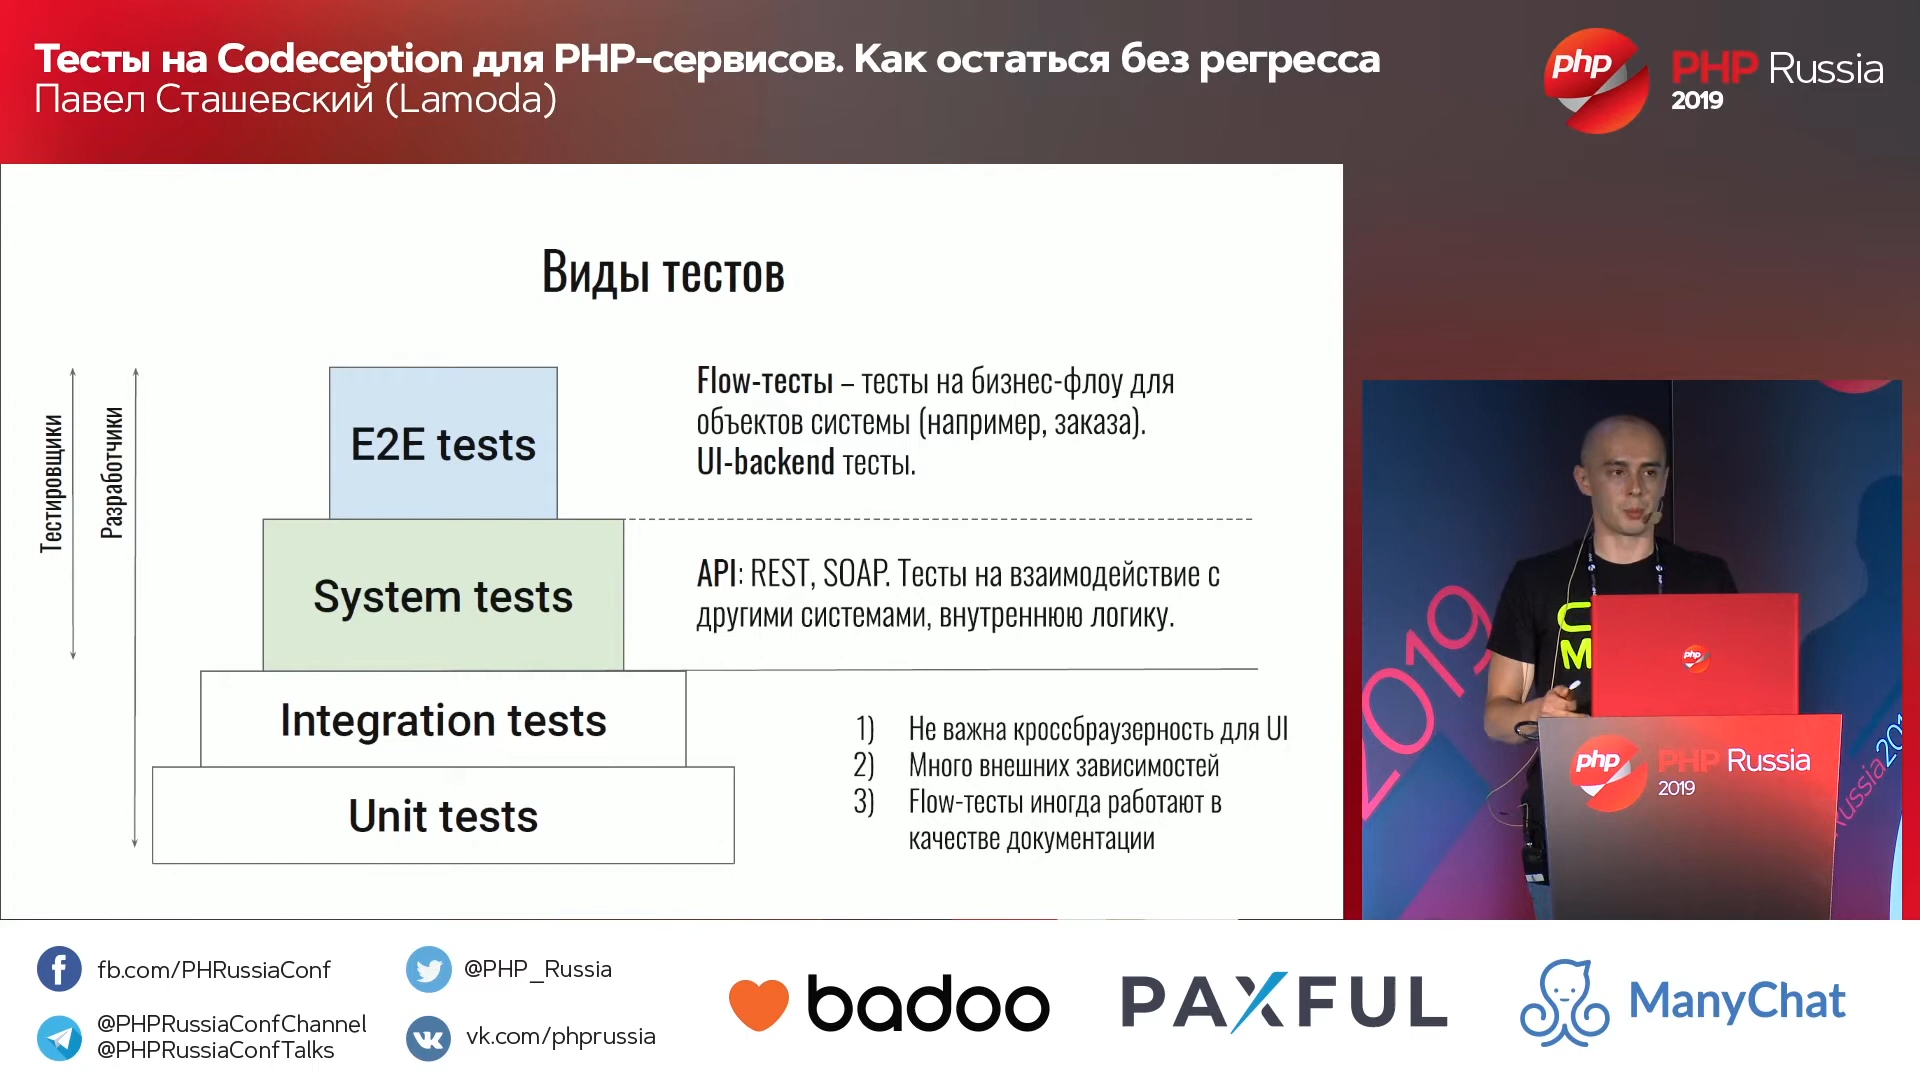 Тесты на Codeception для PHP-сервисов. Как остаться без регресса
Павел Сташевский (Lamoda)
php
PHP Russia
2019
Виды тестов
Тестировщики
Разработчики
E2E tests
System tests
Integration tests
Unit tests
Flow-тесты – тесты на бизнес-флоу для
объектов системы (например, заказа).
UI-backend тесты.
API: REST, SOAP. Тесты на взаимодействие с
другими системами, внутреннюю логику.
1) Не важна кроссбраузерность для UI
2) Много внешних зависимостей
3) Flow-тесты иногда работают в
качестве документации
2019
php
php
PHP Russia
2019
fb.com/PHRussiaConf
@PHPRussiaConfChannel
@PHPRussiaConfTalks
@PHP_Russia
vk.com/phprussia
badoo
PAXFUL
ManyChat